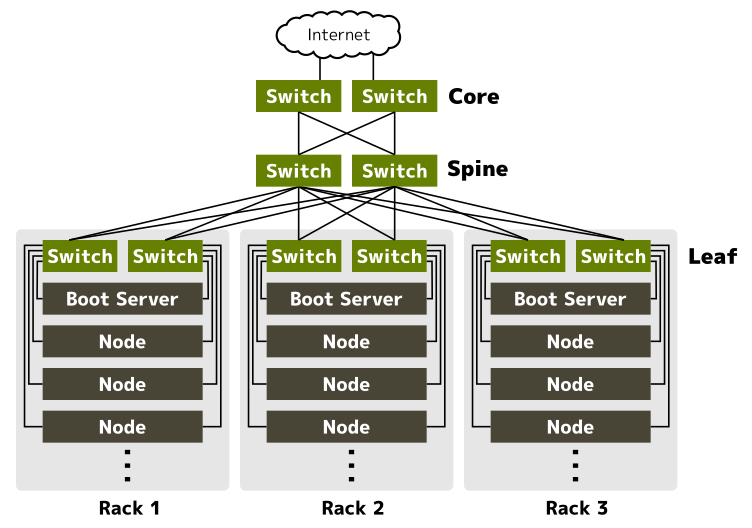 Internet
Switch Switch Core
Switch Switch Spine
Switch Switch Switch Switch Switch Switch Leaf
Boot Server Boot Server Boot Server
Node Node Node
Node Node Node
Node Node Node
Rack 1 Rack 2 Rack 3